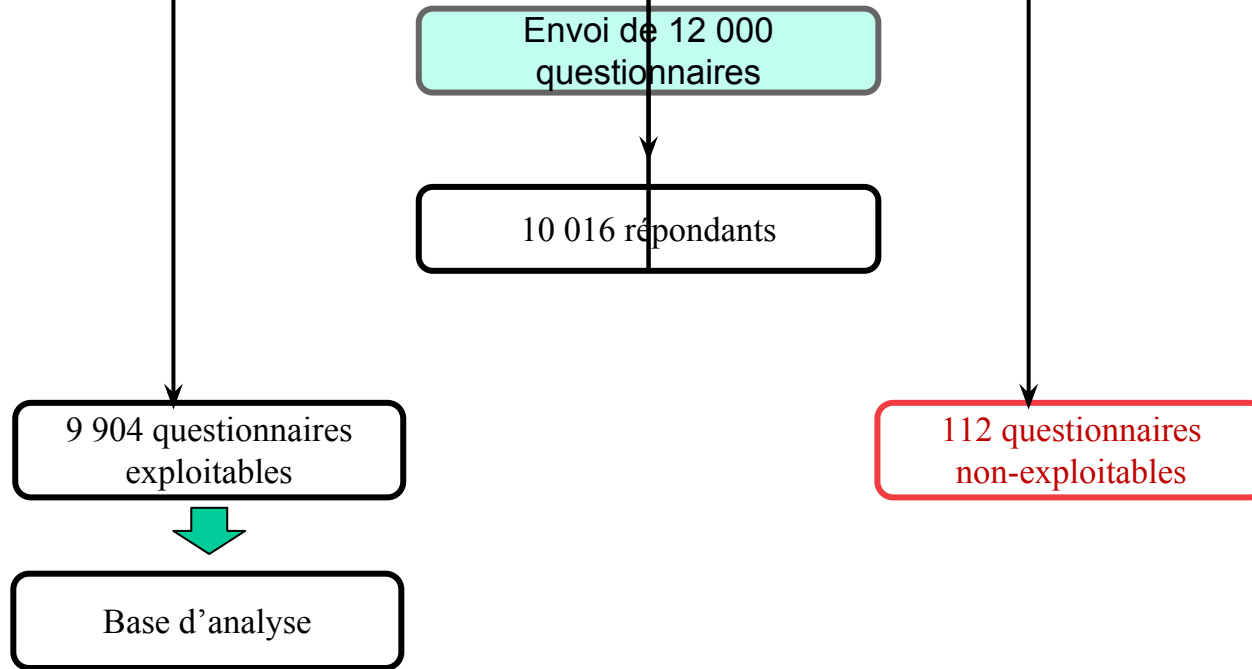 Envoi de 12 000
questionnaires
10 016 répondants
9 904 questionnaires
exploitables
112 questionnaires
non-exploitables
Base d’analyse